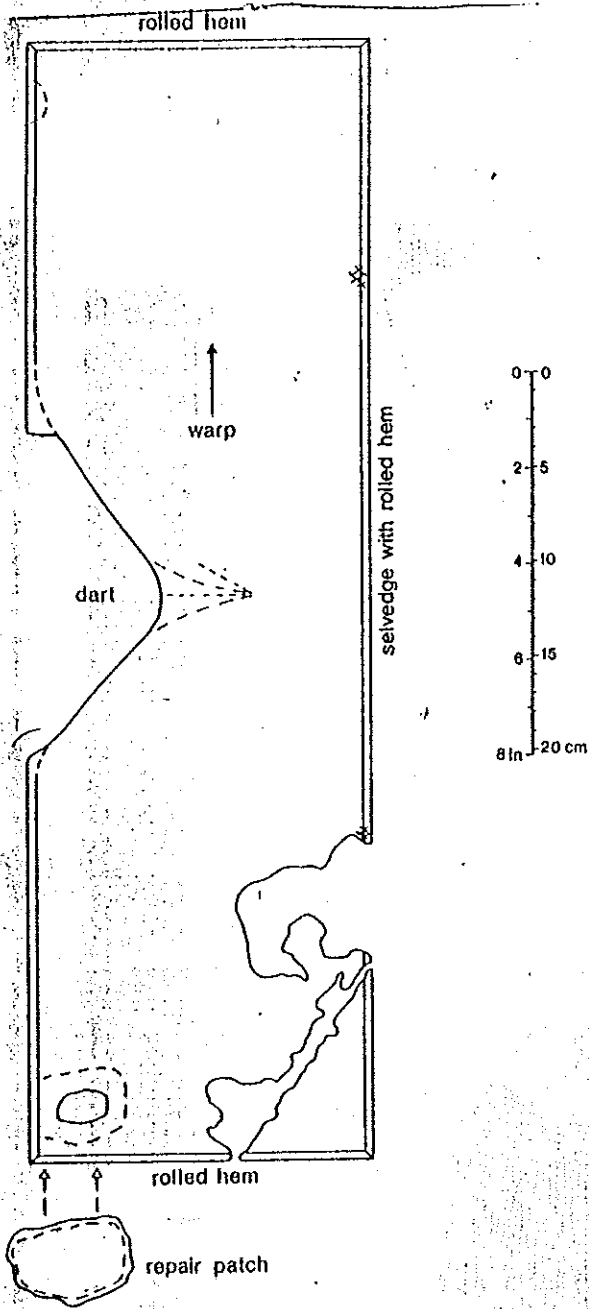 rolled hem
warp
selvedge with rolled hem
0 0
2 5
4 10
dart
6 15
8 in 20 cm
rolled hem
repair patch